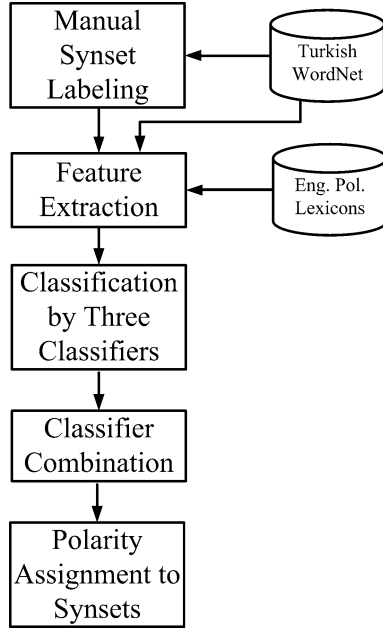 Manual
Synset
Labeling
Turkish
WordNet
Feature
Extraction
Eng. Pol.
Lexicons
Classification
by Three
Classifiers
Classifier
Combination
Polarity
Assignment to
Synsets